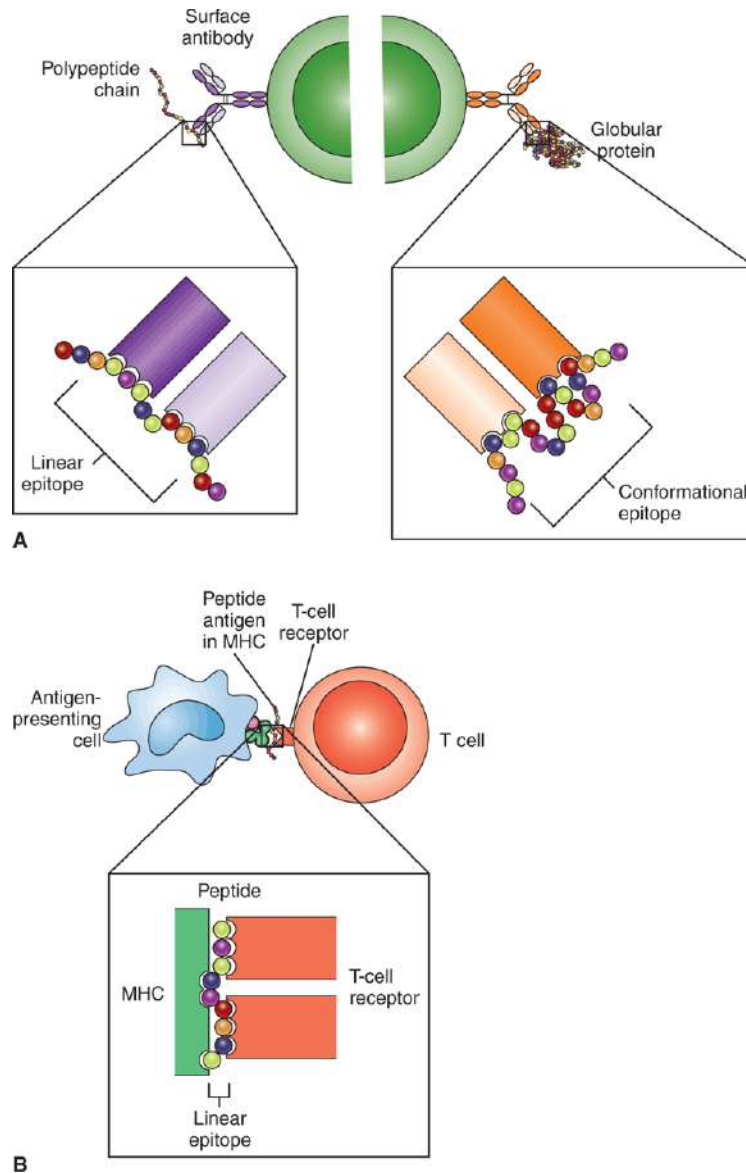 Surface
antibody
Polypeptide
chain
Globular
protein
Linear
epitope
Conformational
epitope
A
Peptide
antigen
in MHC
T-cell
receptor
Antigen-
presenting
cell
T cell
Peptide
MHC
T-cell
receptor
Linear
epitope
B